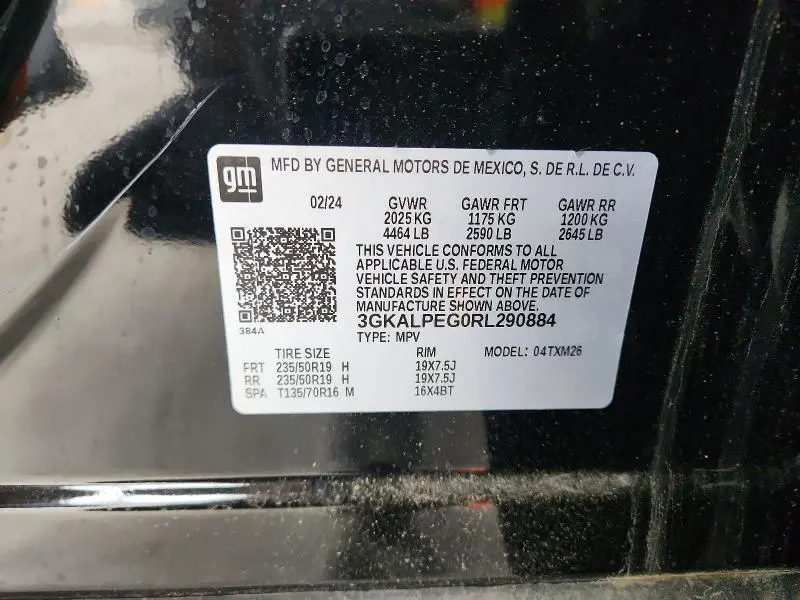 gm
MFD BY GENERAL MOTORS DE MEXICO, S. DE R.L. DE C.V.
02/24 GVWR GAWR FRT GAWR RR
2025 KG 1175 KG 1200 KG
4464 LB 2590 LB 2645 LB
THIS VEHICLE CONFORMS TO ALL
APPLICABLE U.S. FEDERAL MOTOR
VEHICLE SAFETY AND THEFT PREVENTION
STANDARDS IN EFFECT ON THE DATE OF
MANUFACTURE SHOWN ABOVE.
3GKALPEG0RL290884
384A
TYPE: MPV
TIRE SIZE RIM MODEL: 04TXM26
FRT 235/50R19 H 19X7.5J
RR 235/50R19 H 19X7.5J
SPA T135/70R16 M 16X4BT